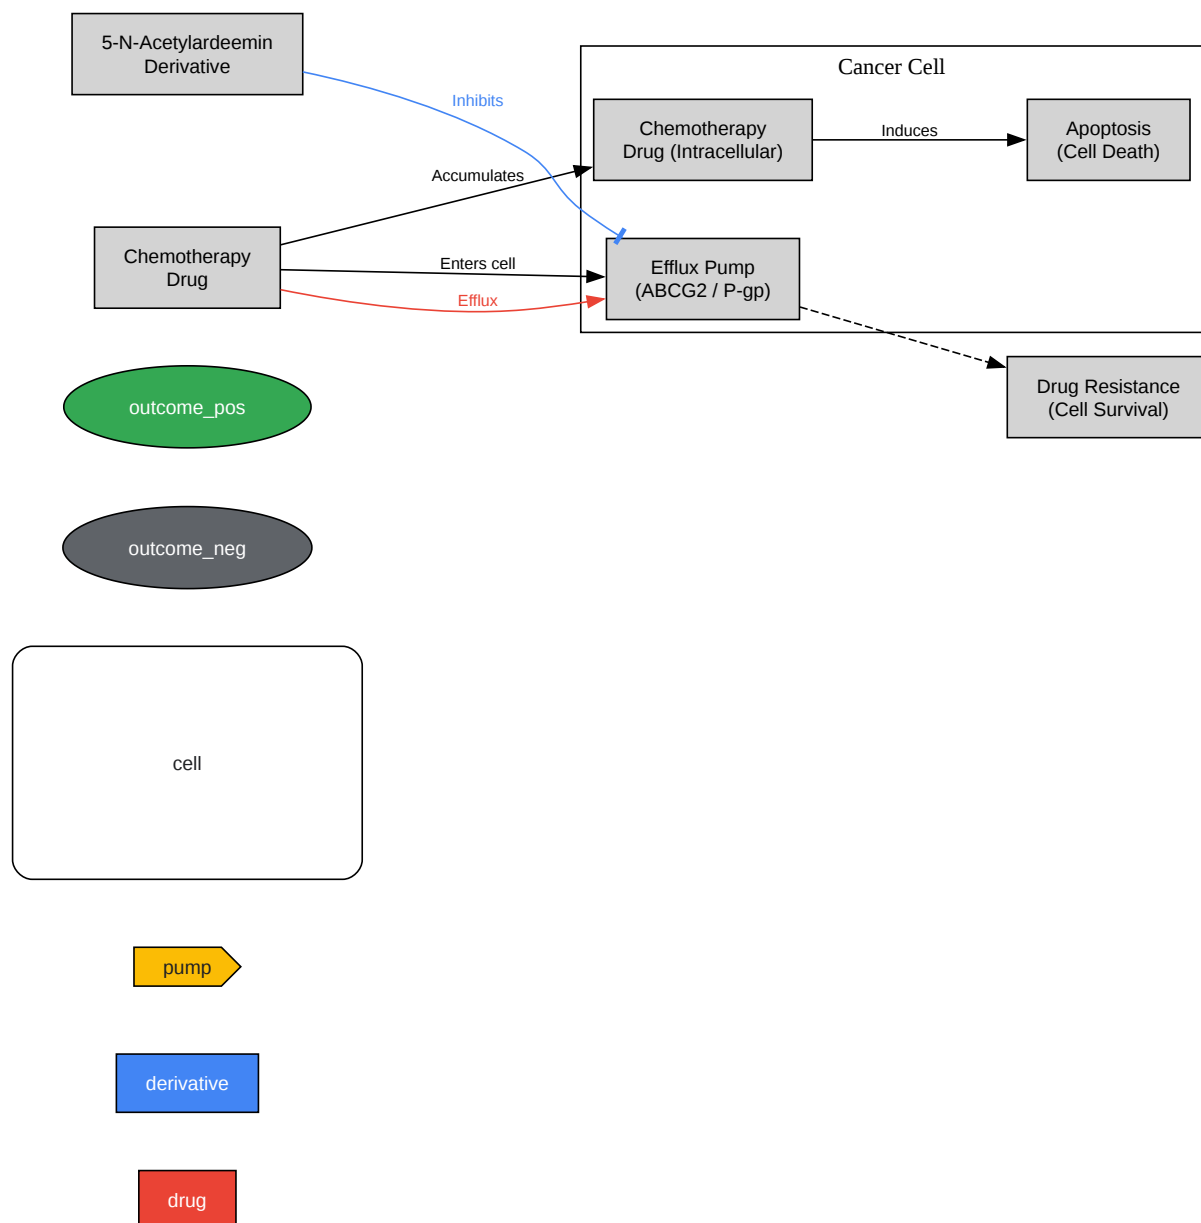 5-N-Acetylardeemin
Derivative
Inhibits
Cancer Cell
Chemotherapy
Drug (Intracellular)
Induces
Apoptosis
(Cell Death)
Accumulates
Chemotherapy
Drug
Enters cell
Efflux
Efflux Pump
(ABCG2 / P-gp)
Drug Resistance
(Cell Survival)
outcome_pos
outcome_neg
cell
pump
derivative
drug